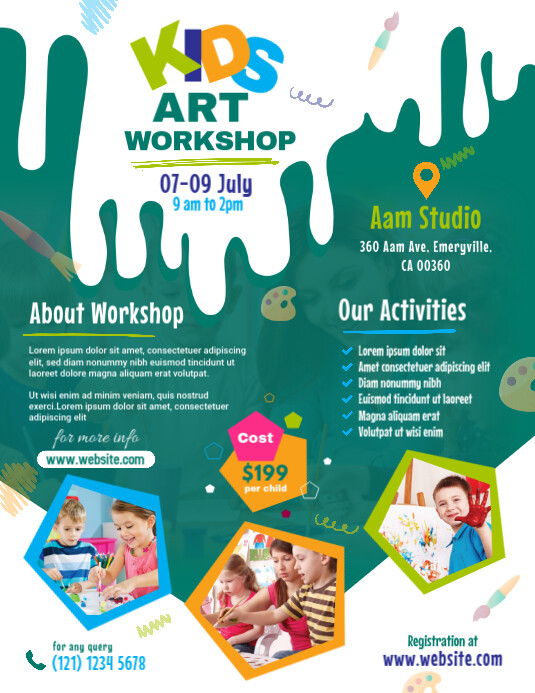 KIDS
ART
WORKSHOP
07-09 July
9 am to 2pm
Aam Studio
360 Aam Ave, Emeryville,
CA 00360
About Workshop
Lorem ipsum dolor sit amet, consectetuer adipiscing
elit, sed diam nonummy nibh euismod tincidunt ut
laoreet dolore magna aliquam erat volutpat.
Ut wisi enim ad minim veniam, quis nostrud
exerci.Lorem ipsum dolor sit amet, consectetuer
adipiscing elit
for more info
www.website.com
Our Activities
Lorem ipsum dolor sit
Amet consectetuer adipiscing elit
Diam nonummy nibh
Euismod tincidunt ut laoreet
Magna aliquam erat
Volutpat ut wisi enim
Cost
$199
per child
for any query
(121) 1234 5678
Registration at
www.website.com